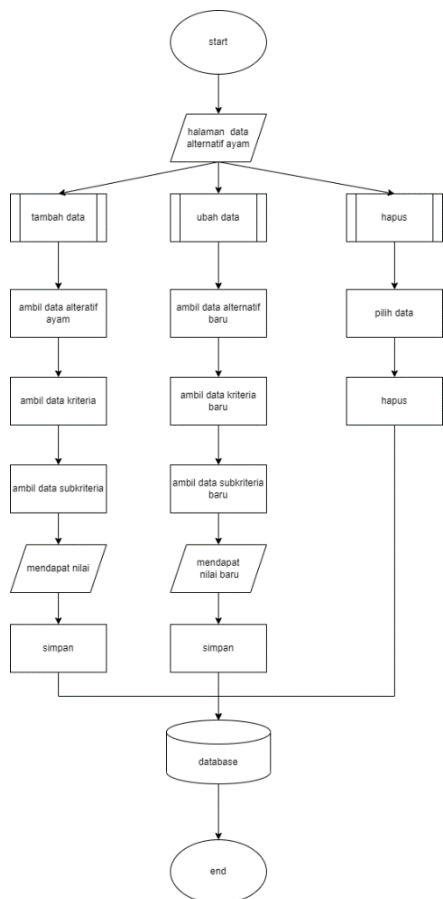 start
halaman data
alternatif ayam
tambah data
ubah data
hapus
ambil data alteratif
ayam
ambil data alternatif
baru
pilih data
ambil data kriteria
ambil data kriteria
baru
hapus
ambil data subkriteria
ambil data subkriteria
baru
mendapat nilai
mendapat
nilai baru
simpan
simpan
database
end